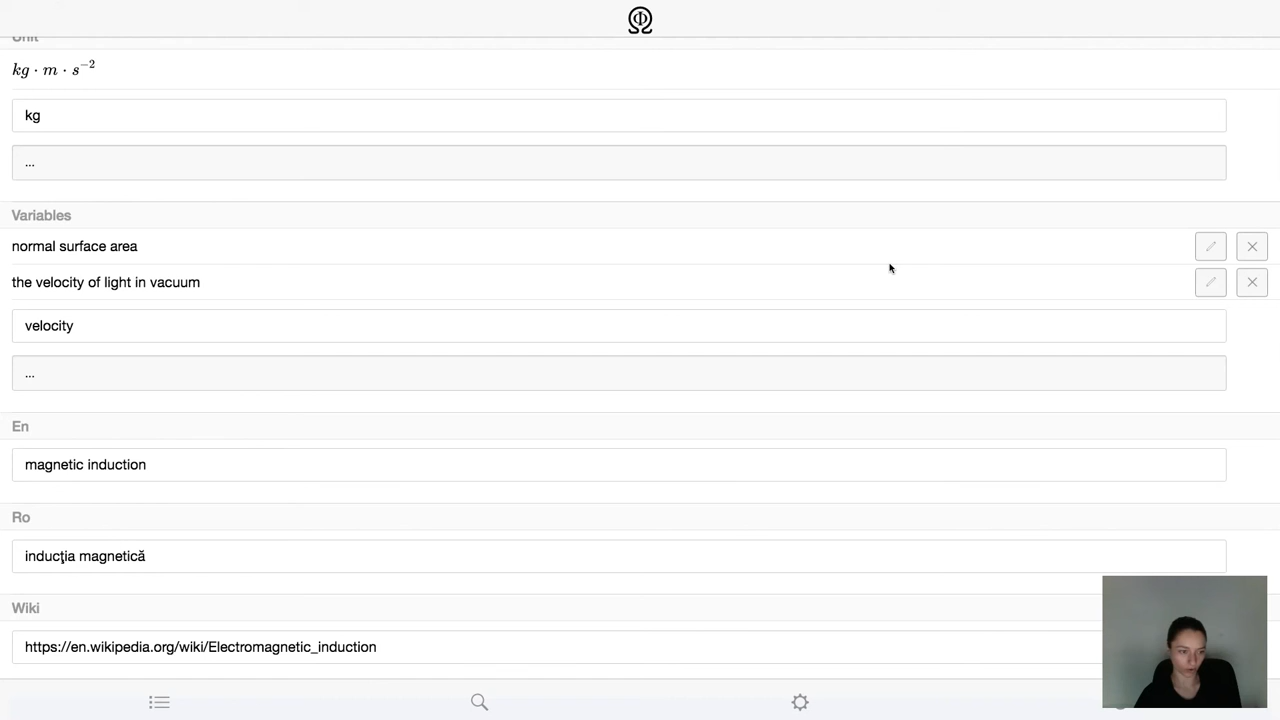 Unit
kg · m · s⁻²
kg
...
Variables
normal surface area
the velocity of light in vacuum
velocity
...
En
magnetic induction
Ro
inducţia magnetică
Wiki
https://en.wikipedia.org/wiki/Electromagnetic_induction